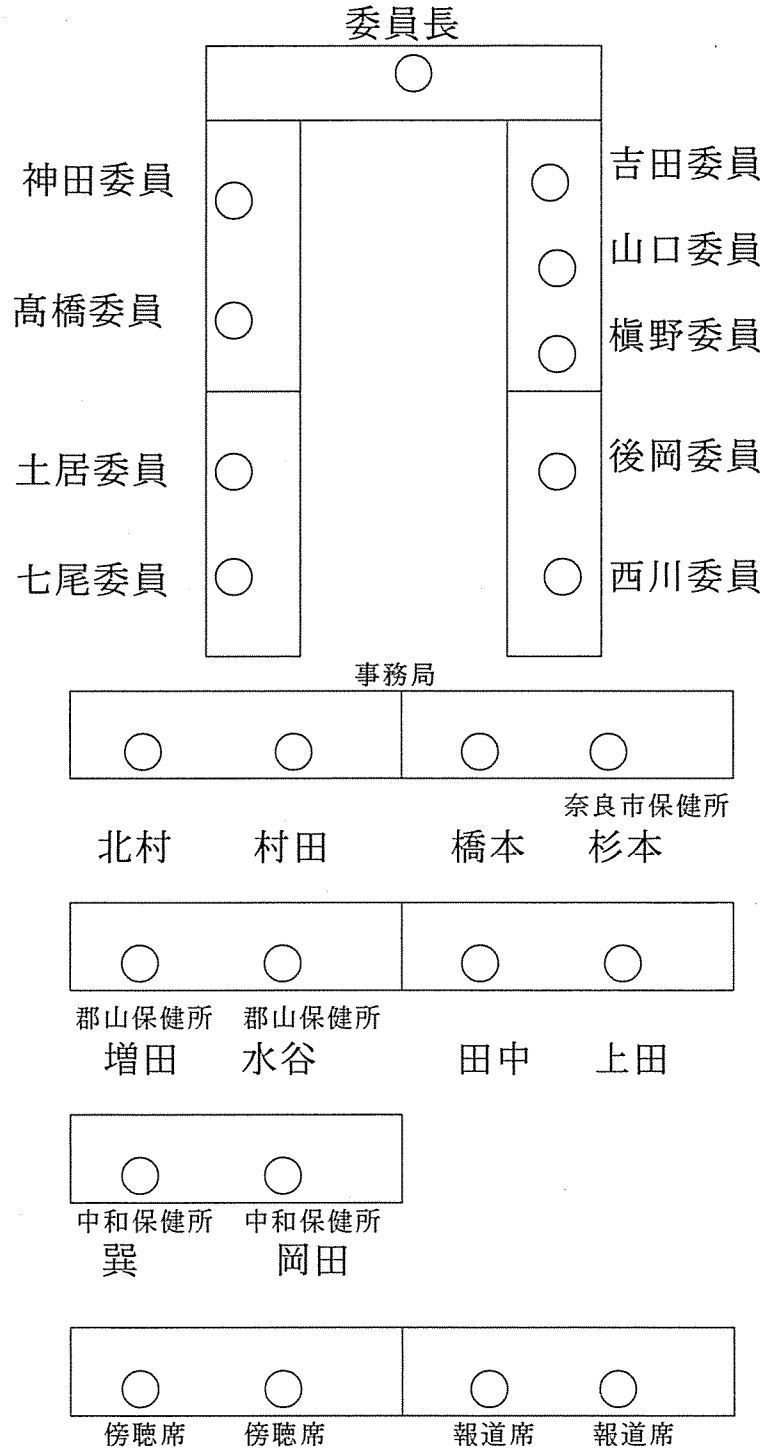 委員長
神田委員 吉田委員
山口委員
髙橋委員 槇野委員
土居委員 後岡委員
七尾委員 西川委員
事務局
奈良市保健所
北村 村田 橋本 杉本
郡山保健所 郡山保健所
増田 水谷 田中 上田
中和保健所 中和保健所
巽 岡田
傍聴席 傍聴席 報道席 報道席